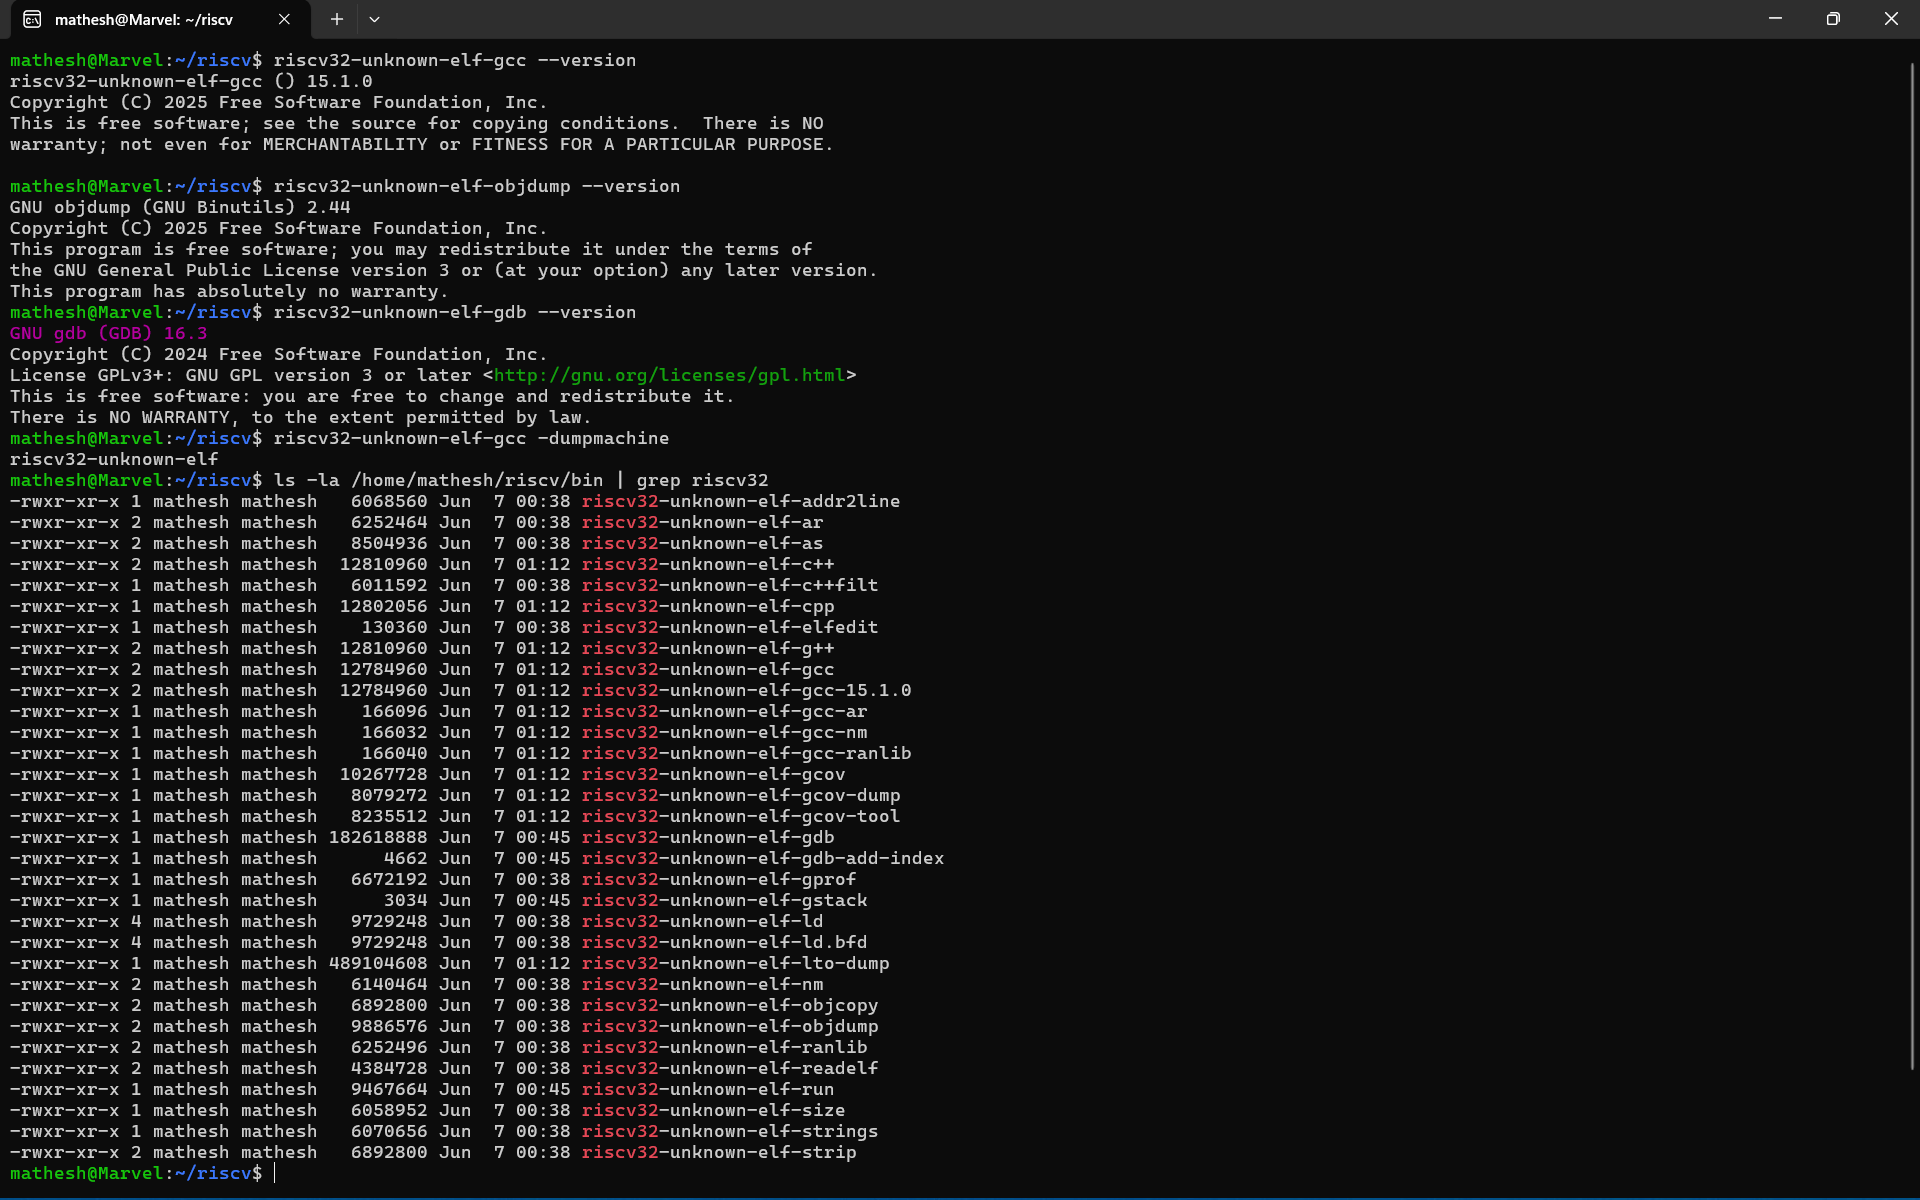 mathesh@Marvel: ~/riscv
mathesh@Marvel:~/riscv$ riscv32-unknown-elf-gcc --version
riscv32-unknown-elf-gcc () 15.1.0
Copyright (C) 2025 Free Software Foundation, Inc.
This is free software; see the source for copying conditions.  There is NO
warranty; not even for MERCHANTABILITY or FITNESS FOR A PARTICULAR PURPOSE.

mathesh@Marvel:~/riscv$ riscv32-unknown-elf-objdump --version
GNU objdump (GNU Binutils) 2.44
Copyright (C) 2025 Free Software Foundation, Inc.
This program is free software; you may redistribute it under the terms of
the GNU General Public License version 3 or (at your option) any later version.
This program has absolutely no warranty.
mathesh@Marvel:~/riscv$ riscv32-unknown-elf-gdb --version
GNU gdb (GDB) 16.3
Copyright (C) 2024 Free Software Foundation, Inc.
License GPLv3+: GNU GPL version 3 or later <http://gnu.org/licenses/gpl.html>
This is free software: you are free to change and redistribute it.
There is NO WARRANTY, to the extent permitted by law.
mathesh@Marvel:~/riscv$ riscv32-unknown-elf-gcc -dumpmachine
riscv32-unknown-elf
mathesh@Marvel:~/riscv$ ls -la /home/mathesh/riscv/bin | grep riscv32
-rwxr-xr-x 1 mathesh mathesh   6068560 Jun  7 00:38 riscv32-unknown-elf-addr2line
-rwxr-xr-x 2 mathesh mathesh   6252464 Jun  7 00:38 riscv32-unknown-elf-ar
-rwxr-xr-x 2 mathesh mathesh   8504936 Jun  7 00:38 riscv32-unknown-elf-as
-rwxr-xr-x 2 mathesh mathesh  12810960 Jun  7 01:12 riscv32-unknown-elf-c++
-rwxr-xr-x 1 mathesh mathesh   6011592 Jun  7 00:38 riscv32-unknown-elf-c++filt
-rwxr-xr-x 1 mathesh mathesh  12802056 Jun  7 01:12 riscv32-unknown-elf-cpp
-rwxr-xr-x 1 mathesh mathesh    130360 Jun  7 00:38 riscv32-unknown-elf-elfedit
-rwxr-xr-x 2 mathesh mathesh  12810960 Jun  7 01:12 riscv32-unknown-elf-g++
-rwxr-xr-x 2 mathesh mathesh  12784960 Jun  7 01:12 riscv32-unknown-elf-gcc
-rwxr-xr-x 2 mathesh mathesh  12784960 Jun  7 01:12 riscv32-unknown-elf-gcc-15.1.0
-rwxr-xr-x 1 mathesh mathesh    166096 Jun  7 01:12 riscv32-unknown-elf-gcc-ar
-rwxr-xr-x 1 mathesh mathesh    166032 Jun  7 01:12 riscv32-unknown-elf-gcc-nm
-rwxr-xr-x 1 mathesh mathesh    166040 Jun  7 01:12 riscv32-unknown-elf-gcc-ranlib
-rwxr-xr-x 1 mathesh mathesh  10267728 Jun  7 01:12 riscv32-unknown-elf-gcov
-rwxr-xr-x 1 mathesh mathesh   8079272 Jun  7 01:12 riscv32-unknown-elf-gcov-dump
-rwxr-xr-x 1 mathesh mathesh   8235512 Jun  7 01:12 riscv32-unknown-elf-gcov-tool
-rwxr-xr-x 1 mathesh mathesh 182618888 Jun  7 00:45 riscv32-unknown-elf-gdb
-rwxr-xr-x 1 mathesh mathesh      4662 Jun  7 00:45 riscv32-unknown-elf-gdb-add-index
-rwxr-xr-x 1 mathesh mathesh   6672192 Jun  7 00:38 riscv32-unknown-elf-gprof
-rwxr-xr-x 1 mathesh mathesh      3034 Jun  7 00:45 riscv32-unknown-elf-gstack
-rwxr-xr-x 4 mathesh mathesh   9729248 Jun  7 00:38 riscv32-unknown-elf-ld
-rwxr-xr-x 4 mathesh mathesh   9729248 Jun  7 00:38 riscv32-unknown-elf-ld.bfd
-rwxr-xr-x 1 mathesh mathesh 489104608 Jun  7 01:12 riscv32-unknown-elf-lto-dump
-rwxr-xr-x 2 mathesh mathesh   6140464 Jun  7 00:38 riscv32-unknown-elf-nm
-rwxr-xr-x 2 mathesh mathesh   6892800 Jun  7 00:38 riscv32-unknown-elf-objcopy
-rwxr-xr-x 2 mathesh mathesh   9886576 Jun  7 00:38 riscv32-unknown-elf-objdump
-rwxr-xr-x 2 mathesh mathesh   6252496 Jun  7 00:38 riscv32-unknown-elf-ranlib
-rwxr-xr-x 2 mathesh mathesh   4384728 Jun  7 00:38 riscv32-unknown-elf-readelf
-rwxr-xr-x 1 mathesh mathesh   9467664 Jun  7 00:45 riscv32-unknown-elf-run
-rwxr-xr-x 1 mathesh mathesh   6058952 Jun  7 00:38 riscv32-unknown-elf-size
-rwxr-xr-x 1 mathesh mathesh   6070656 Jun  7 00:38 riscv32-unknown-elf-strings
-rwxr-xr-x 2 mathesh mathesh   6892800 Jun  7 00:38 riscv32-unknown-elf-strip
mathesh@Marvel:~/riscv$